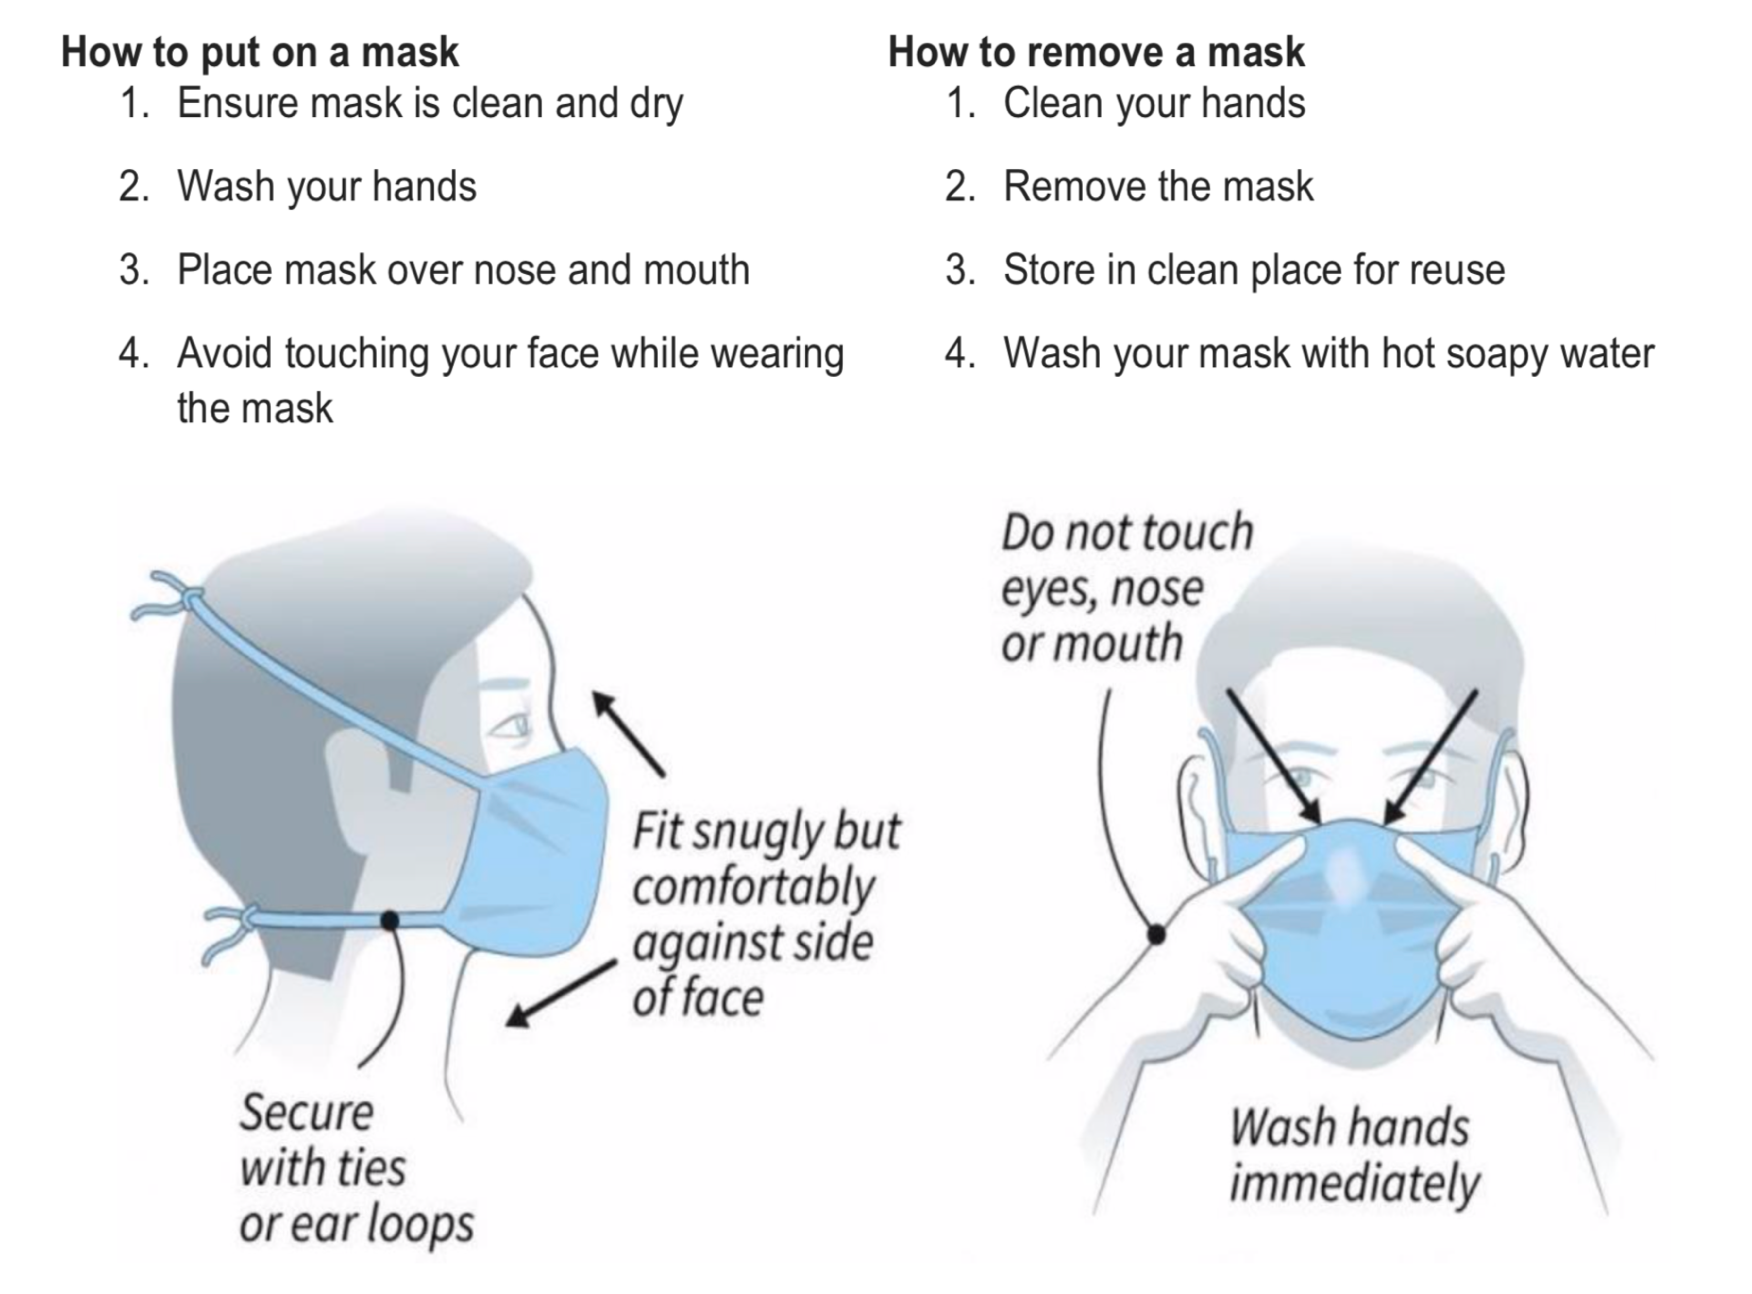 How to put on a mask
1. Ensure mask is clean and dry
2. Wash your hands
3. Place mask over nose and mouth
4. Avoid touching your face while wearing
the mask
How to remove a mask
1. Clean your hands
2. Remove the mask
3. Store in clean place for reuse
4. Wash your mask with hot soapy water
Fit snugly but
comfortably
against side
of face
Secure
with ties
or ear loops
Do not touch
eyes, nose
or mouth
Wash hands
immediately